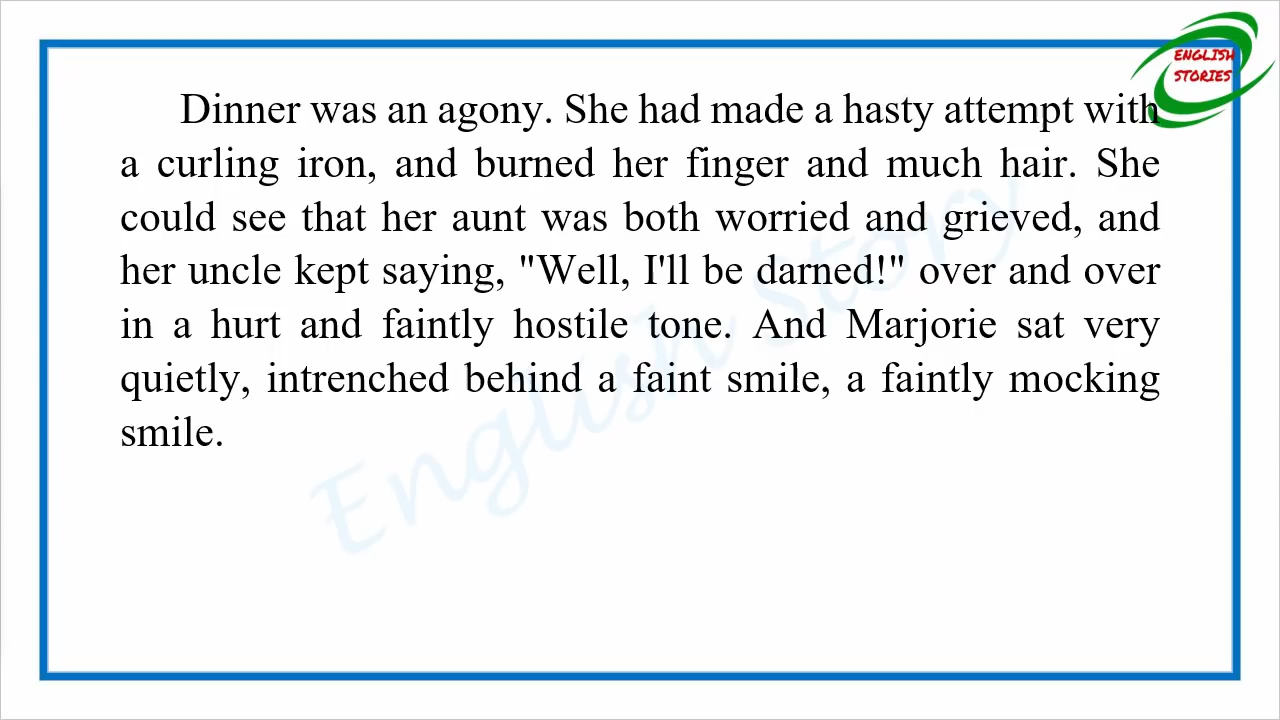 ENGLISH
STORIES
Dinner was an agony. She had made a hasty attempt with
a curling iron, and burned her finger and much hair. She
could see that her aunt was both worried and grieved, and
her uncle kept saying, "Well, I'll be darned!" over and over
in a hurt and faintly hostile tone. And Marjorie sat very
quietly, intrenched behind a faint smile, a faintly mocking
smile.
English Story